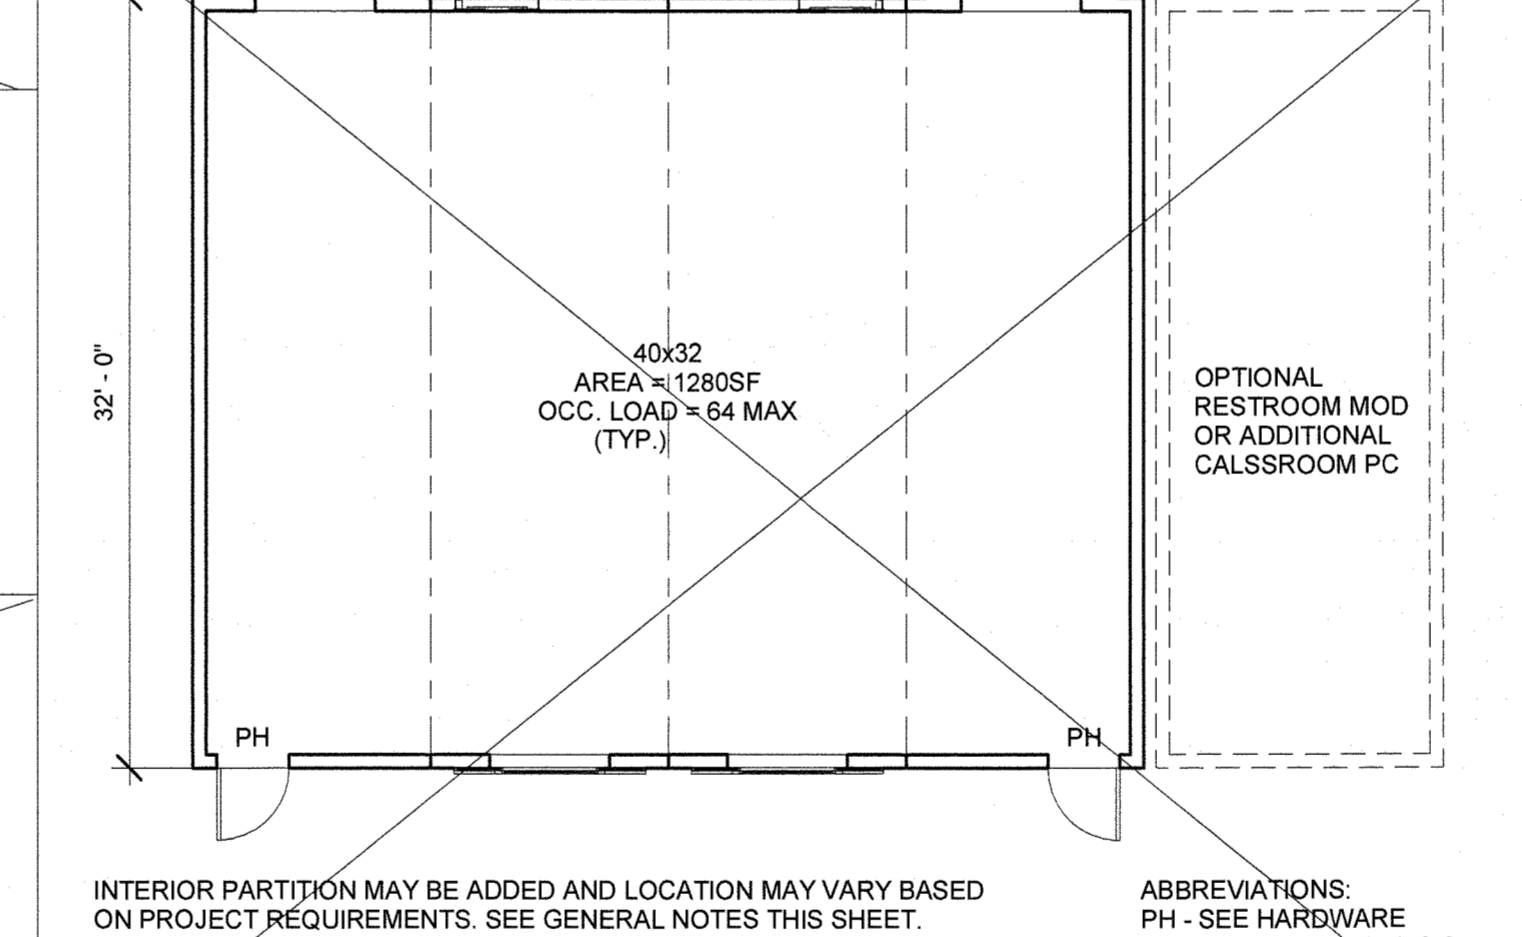 40x32
AREA = 1280SF
OCC. LOAD = 64 MAX
(TYP.)
32' - 0"
OPTIONAL
RESTROOM MOD
OR ADDITIONAL
CALSSROOM PC
PH
PH
INTERIOR PARTITION MAY BE ADDED AND LOCATION MAY VARY BASED
ON PROJECT REQUIREMENTS. SEE GENERAL NOTES THIS SHEET.
ABBREVIATIONS:
PH - SEE HARDWARE